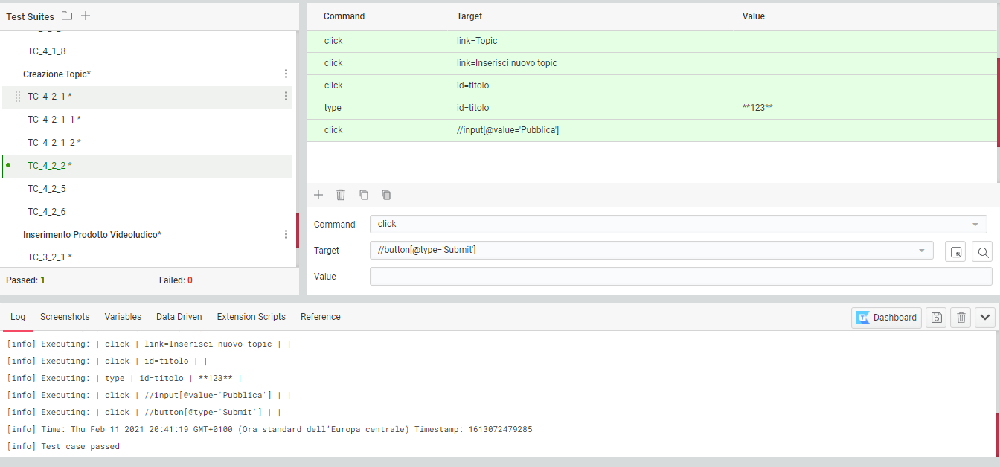 Test Suites
TC_4_1_8
Creazione Topic*
TC_4_2_1 *
TC_4_2_1_1 *
TC_4_2_1_2 *
TC_4_2_2 *
TC_4_2_5
TC_4_2_6
Inserimento Prodotto Videoludico*
TC_3_2_1 *
Passed: 1 Failed: 0
Command Target Value
click link=Topic
click link=Inserisci nuovo topic
click id=titolo
type id=titolo **123**
click //input[@value='Pubblica']
Command click
Target //button[@type='Submit']
Value
Log Screenshots Variables Data Driven Extension Scripts Reference Dashboard
[info] Executing: | click | link=Inserisci nuovo topic | |
[info] Executing: | click | id=titolo | |
[info] Executing: | type | id=titolo | **123** |
[info] Executing: | click | //input[@value='Pubblica'] | |
[info] Executing: | click | //button[@type='Submit'] | |
[info] Time: Thu Feb 11 2021 20:41:19 GMT+0100 (Ora standard dell'Europa centrale) Timestamp: 1613072479285
[info] Test case passed